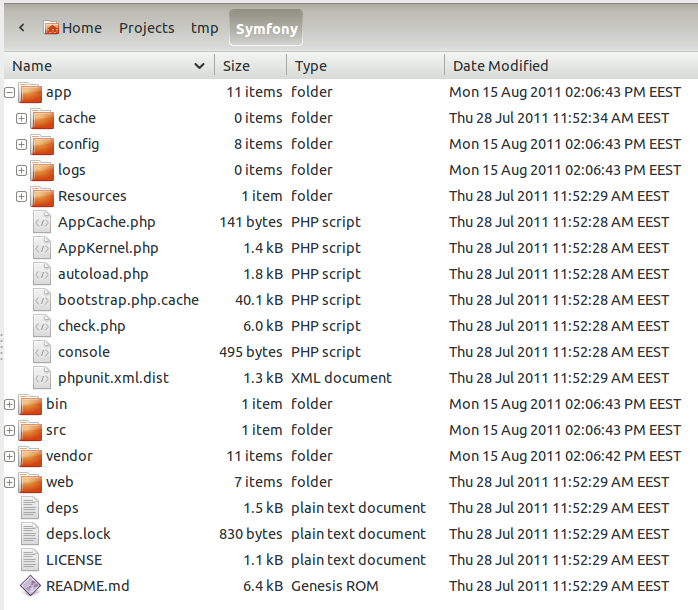 Home Projects tmp Symfony
Name Size Type Date Modified
app 11 items folder Mon 15 Aug 2011 02:06:43 PM EEST
cache 0 items folder Thu 28 Jul 2011 11:52:34 AM EEST
config 8 items folder Mon 15 Aug 2011 02:06:43 PM EEST
logs 0 items folder Mon 15 Aug 2011 02:06:43 PM EEST
Resources 1 item folder Thu 28 Jul 2011 11:52:29 AM EEST
AppCache.php 141 bytes PHP script Thu 28 Jul 2011 11:52:28 AM EEST
AppKernel.php 1.4 kB PHP script Thu 28 Jul 2011 11:52:28 AM EEST
autoload.php 1.8 kB PHP script Thu 28 Jul 2011 11:52:28 AM EEST
bootstrap.php.cache 40.1 kB PHP script Thu 28 Jul 2011 11:52:28 AM EEST
check.php 6.0 kB PHP script Thu 28 Jul 2011 11:52:28 AM EEST
console 495 bytes PHP script Thu 28 Jul 2011 11:52:29 AM EEST
phpunit.xml.dist 1.3 kB XML document Thu 28 Jul 2011 11:52:29 AM EEST
bin 1 item folder Mon 15 Aug 2011 02:06:43 PM EEST
src 1 item folder Mon 15 Aug 2011 02:06:43 PM EEST
vendor 11 items folder Mon 15 Aug 2011 02:06:42 PM EEST
web 7 items folder Thu 28 Jul 2011 11:52:29 AM EEST
deps 1.5 kB plain text document Thu 28 Jul 2011 11:52:29 AM EEST
deps.lock 830 bytes plain text document Thu 28 Jul 2011 11:52:29 AM EEST
LICENSE 1.1 kB plain text document Thu 28 Jul 2011 11:52:29 AM EEST
README.md 6.4 kB Genesis ROM Thu 28 Jul 2011 11:52:29 AM EEST